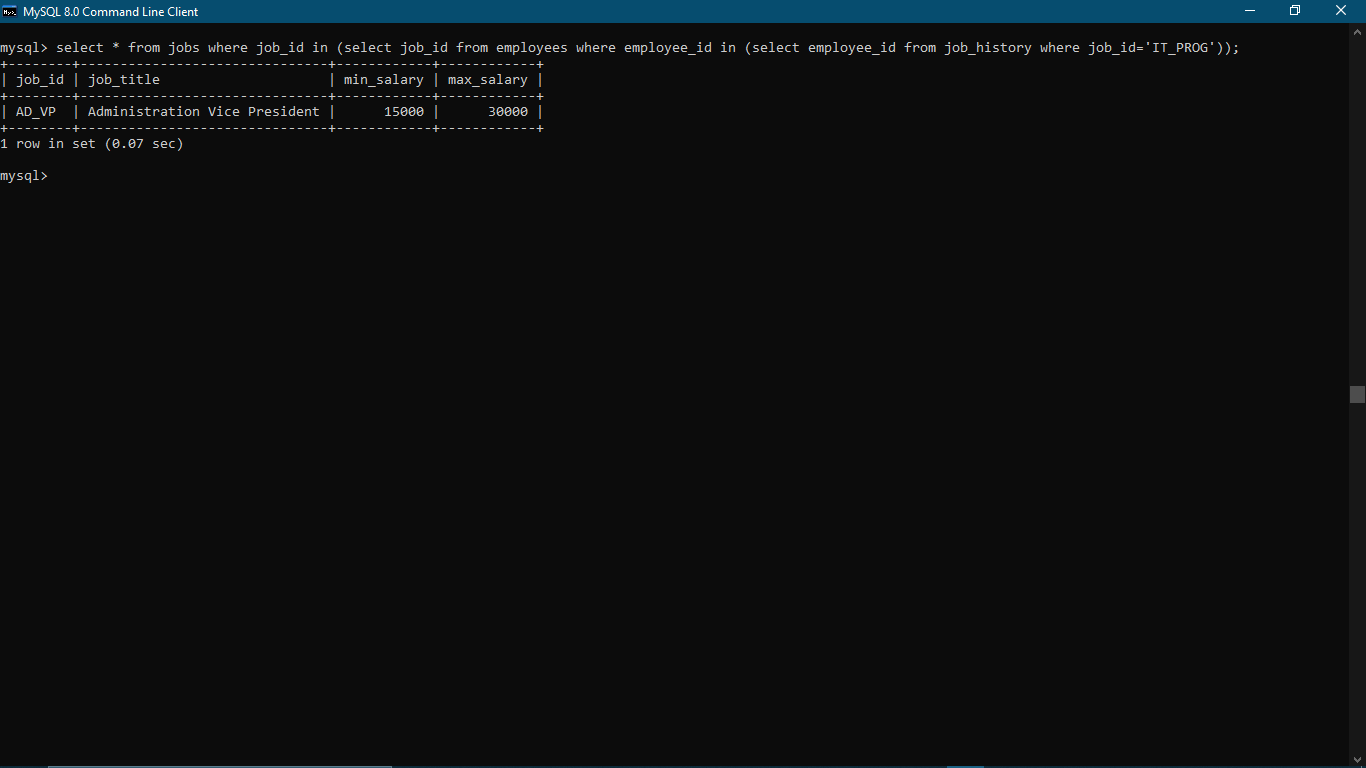 MySQL 8.0 Command Line Client
mysql> select * from jobs where job_id in (select job_id from employees where employee_id in (select employee_id from job_history where job_id='IT_PROG'));
+--------+-------------------------------+------------+------------+
| job_id | job_title                     | min_salary | max_salary |
+--------+-------------------------------+------------+------------+
| AD_VP  | Administration Vice President |      15000 |      30000 |
+--------+-------------------------------+------------+------------+
1 row in set (0.07 sec)
mysql>